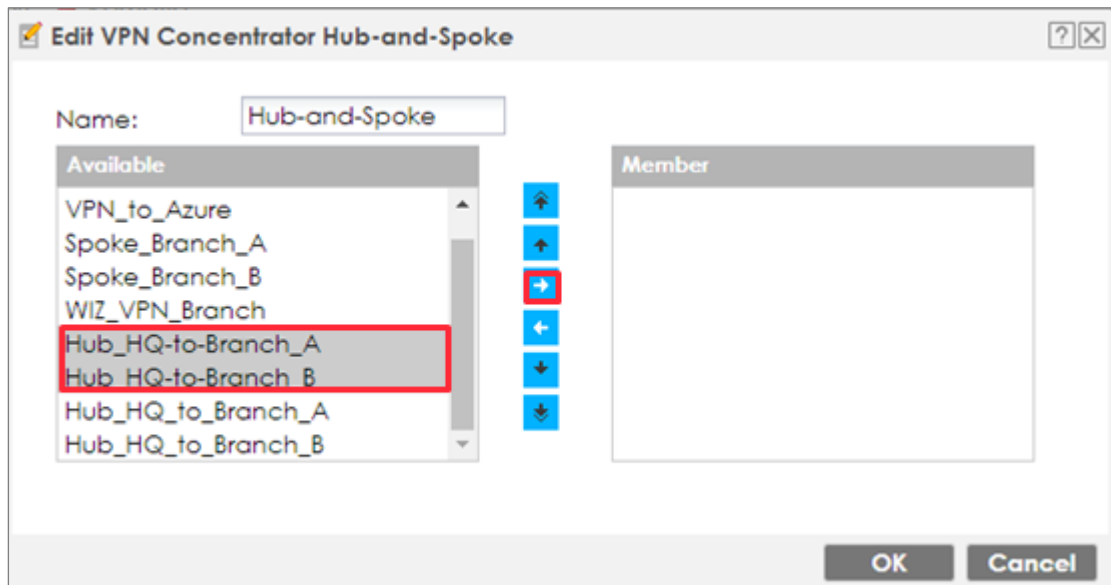 Edit VPN Concentrator Hub-and-Spoke
Name: Hub-and-Spoke
Available
VPN_to_Azure
Spoke_Branch_A
Spoke_Branch_B
WIZ_VPN_Branch
Hub_HQ-to-Branch_A
Hub_HQ-to-Branch_B
Hub_HQ_to_Branch_A
Hub_HQ_to_Branch_B
Member
OK Cancel